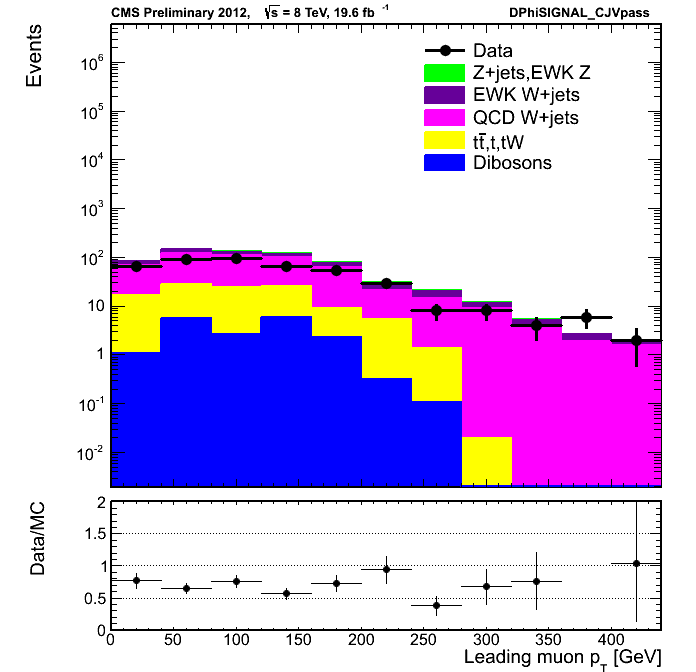 CMS Preliminary 2012, √s = 8 TeV, 19.6 fb⁻¹ DPhiSIGNAL_CJVpass
Events
Data
Z+jets,EWK Z
EWK W+jets
QCD W+jets
tt̄,t,tW
Dibosons
10⁶
10⁵
10⁴
10³
10²
10
1
10⁻¹
10⁻²
Data/MC
2
1.5
1
0.5
0
0 50 100 150 200 250 300 350 400
Leading muon p_T [GeV]